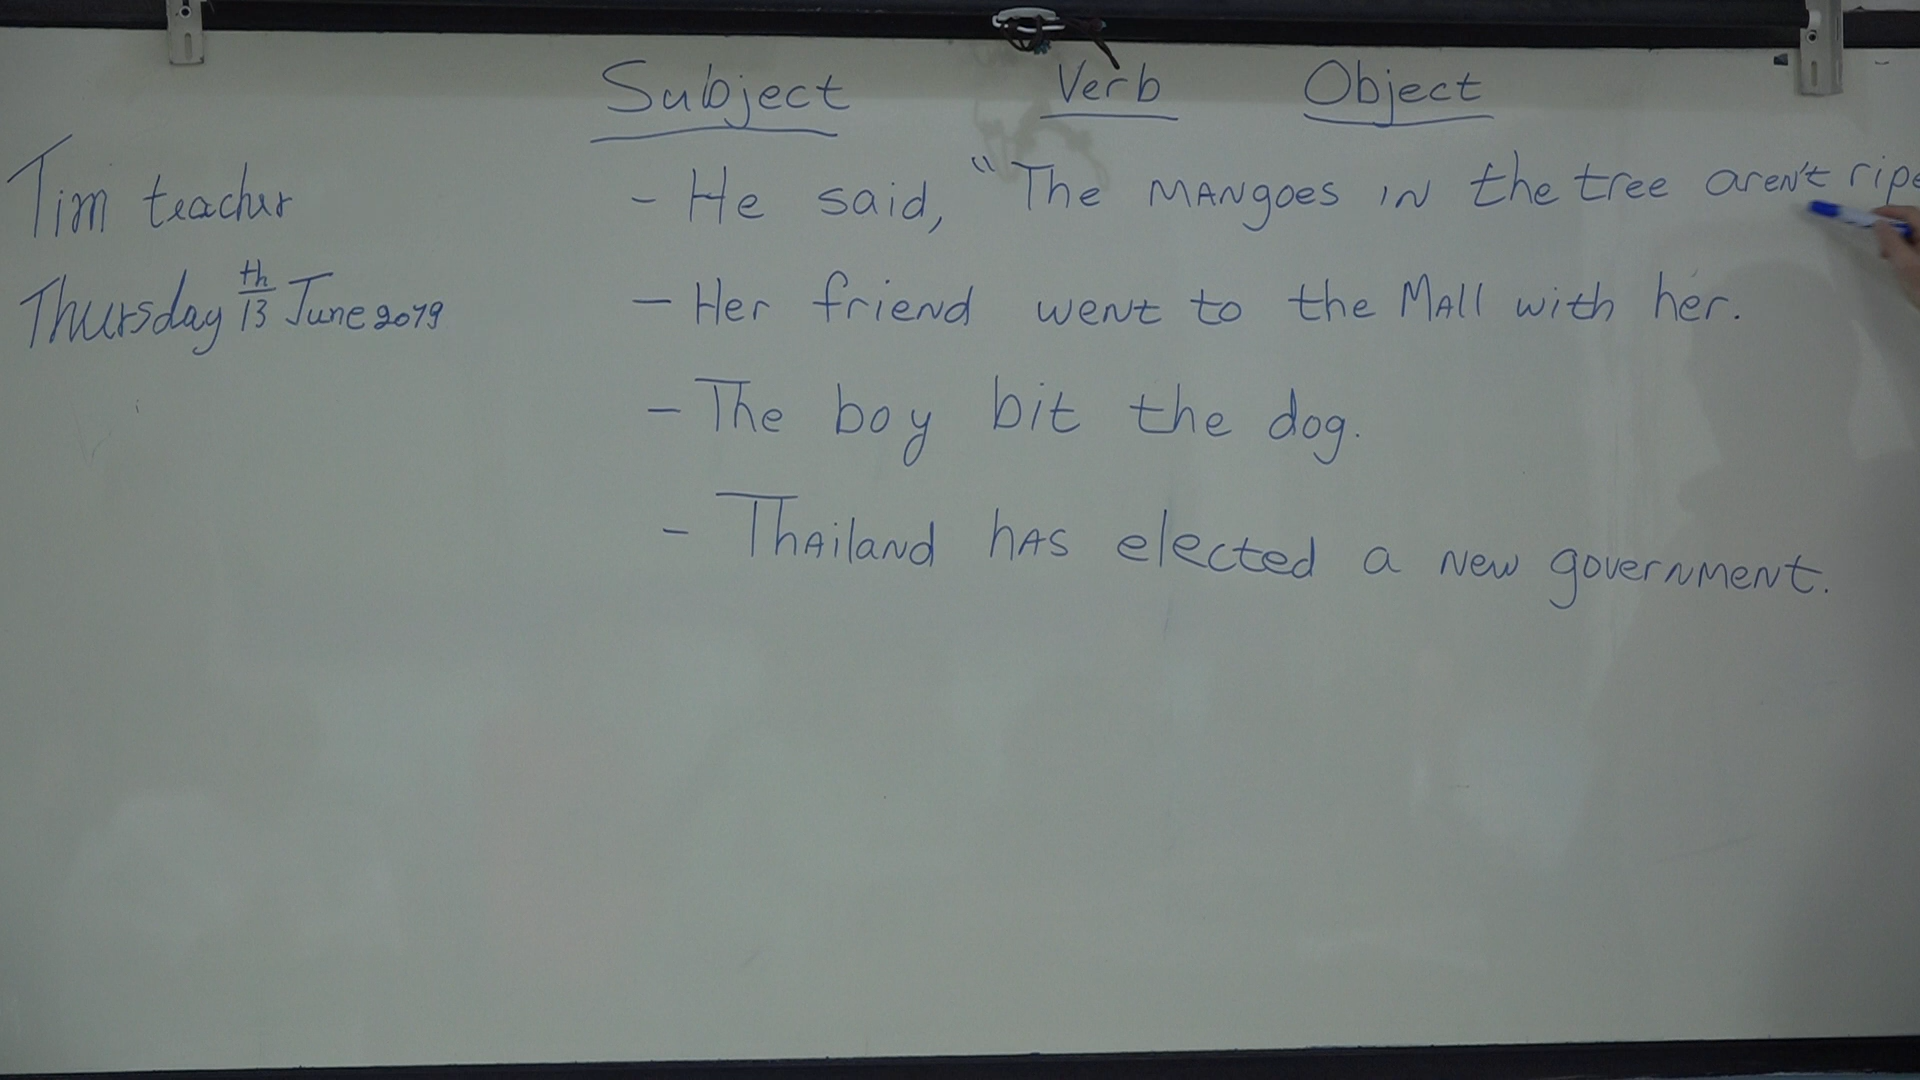 Subject Verb Object
Tim teacher
Thursday 13th June 2019
- He said, "The mangoes in the tree aren't ripe
- Her friend went to the Mall with her.
- The boy bit the dog.
- Thailand has elected a new government.